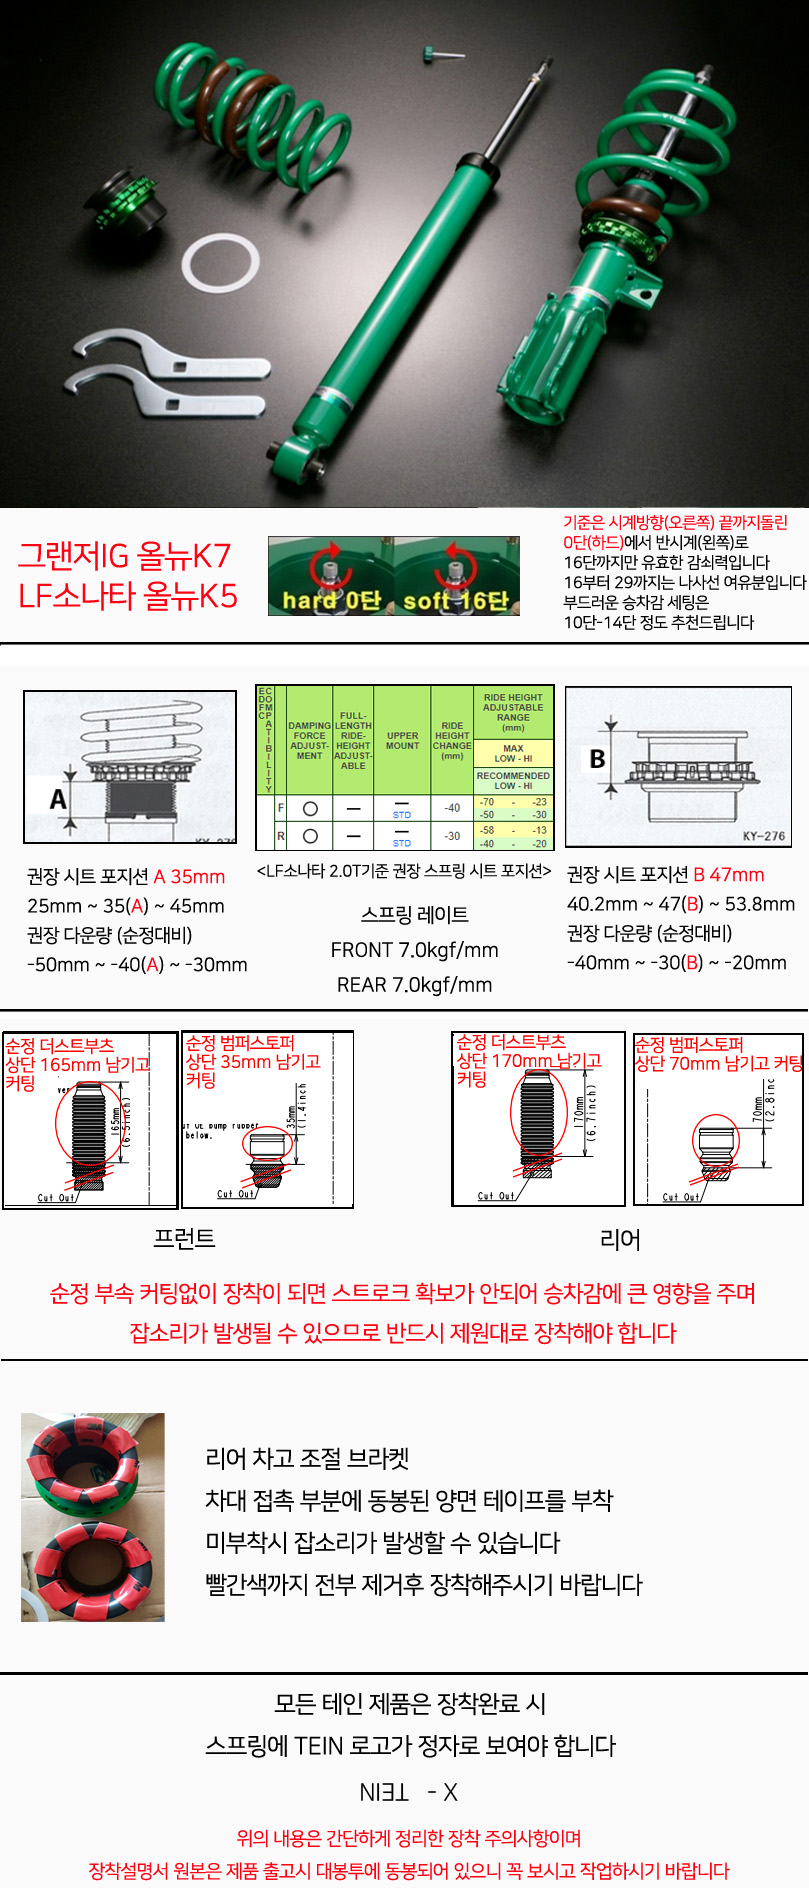 그랜저IG 올뉴K7
LF소나타 올뉴K5
hard 0단
soft 16단
기준은 시계방향(오른쪽) 끝까지돌린
0단(하드)에서 반시계(왼쪽)로
16단까지만 유효한 감쇠력입니다
16부터 29까지는 나사선 여유분입니다
부드러운 승차감 세팅은
10단-14단 정도 추천드립니다
A
권장 시트 포지션 A 35mm
25mm ~ 35(A) ~ 45mm
권장 다운량 (순정대비)
-50mm ~ -40(A) ~ -30mm
DAMPING FORCE ADJUST-MENT
FULL-LENGTH RIDE-HEIGHT ADJUST-ABLE
UPPER MOUNT
RIDE HEIGHT CHANGE (mm)
RIDE HEIGHT ADJUSTABLE RANGE (mm)
MAX LOW - HI
RECOMMENDED LOW - HI
F ○ — — STD -40 -70 - -23
-50 - -30
R ○ — — STD -30 -58 - -13
-40 - -20
<LF소나타 2.0T기준 권장 스프링 시트 포지션>
스프링 레이트
FRONT 7.0kgf/mm
REAR 7.0kgf/mm
B
KY-276
권장 시트 포지션 B 47mm
40.2mm ~ 47(B) ~ 53.8mm
권장 다운량 (순정대비)
-40mm ~ -30(B) ~ -20mm
순정 더스트부츠
상단 165mm 남기고
커팅
165mm
(6.5inch)
Cut Out
순정 범퍼스토퍼
상단 35mm 남기고
커팅
35mm
(1.4inch
below.
Cut Out
프런트
순정 더스트부츠
상단 170mm 남기고
커팅
170mm
(6.7inch)
Cut Out
순정 범퍼스토퍼
상단 70mm 남기고 커팅
70mm
(2.8inc
Cut Out
리어
순정 부속 커팅없이 장착이 되면 스트로크 확보가 안되어 승차감에 큰 영향을 주며
잡소리가 발생될 수 있으므로 반드시 제원대로 장착해야 합니다
리어 차고 조절 브라켓
차대 접촉 부분에 동봉된 양면 테이프를 부착
미부착시 잡소리가 발생할 수 있습니다
빨간색까지 전부 제거후 장착해주시기 바랍니다
모든 테인 제품은 장착완료 시
스프링에 TEIN 로고가 정자로 보여야 합니다
TEIN - X
위의 내용은 간단하게 정리한 장착 주의사항이며
장착설명서 원본은 제품 출고시 대봉투에 동봉되어 있으니 꼭 보시고 작업하시기 바랍니다